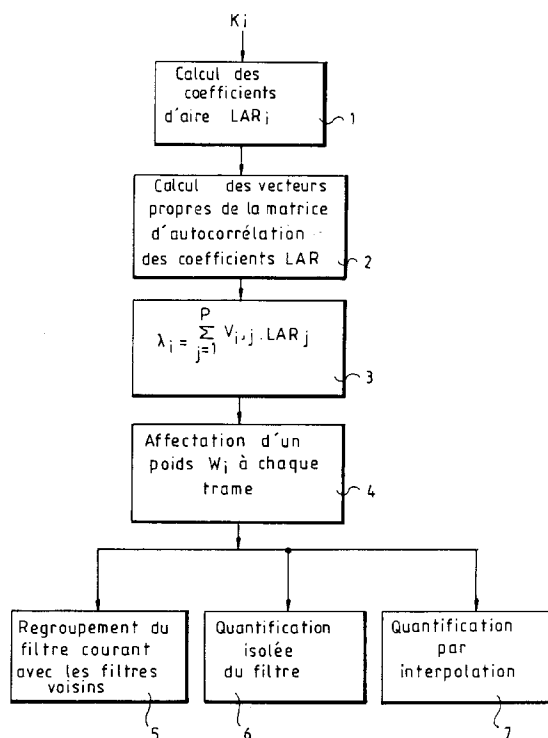 Ki
Calcul des
coefficients
d'aire LARi
1
Calcul des vecteurs
propres de la matrice
d'autocorrélation
des coefficients LAR
2
λi = Σ Vi,j . LARj
P
j=1
3
Affectation d'un
poids Wi à chaque
trame
4
Regroupement du
filtre courant
avec les filtres
voisins
5
Quantification
isolée
du filtre
6
Quantification
par
interpolation
7